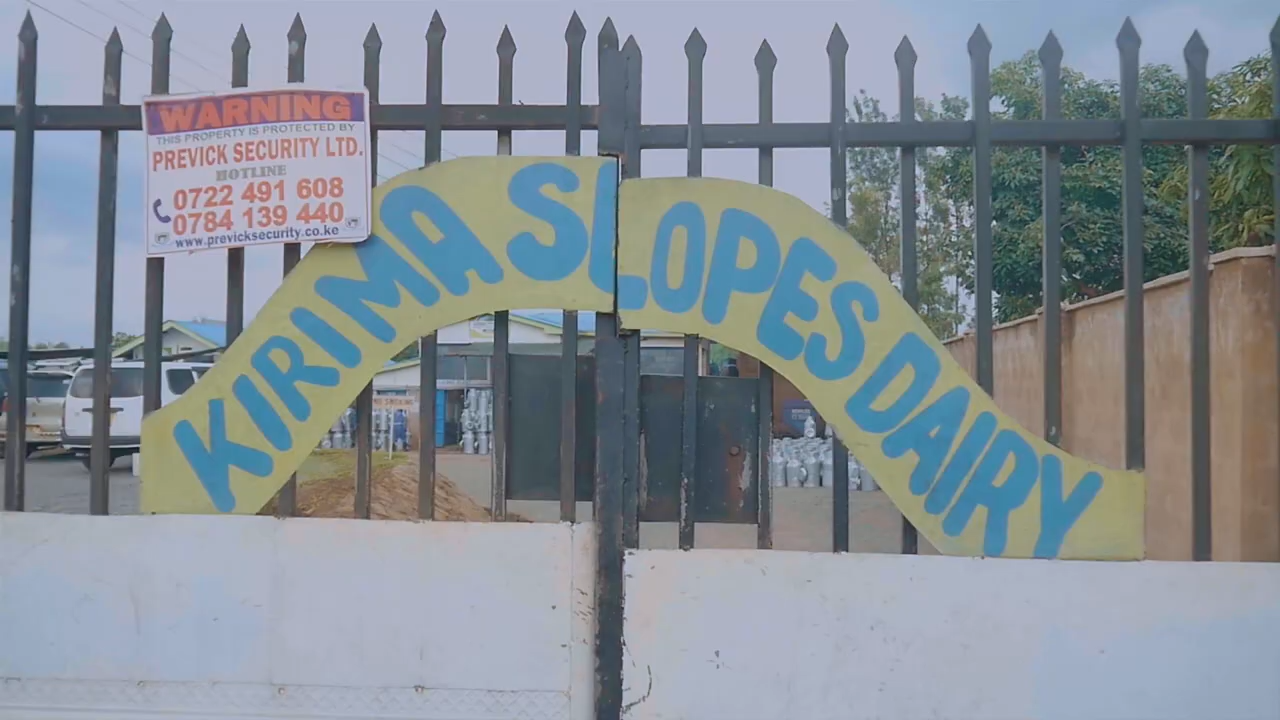 WARNING
THIS PROPERTY IS PROTECTED BY
PREVICK SECURITY LTD.
HOTLINE
0722 491 608
0784 139 440
www.previcksecurity.co.ke
KIRIMA SLOPES DAIRY